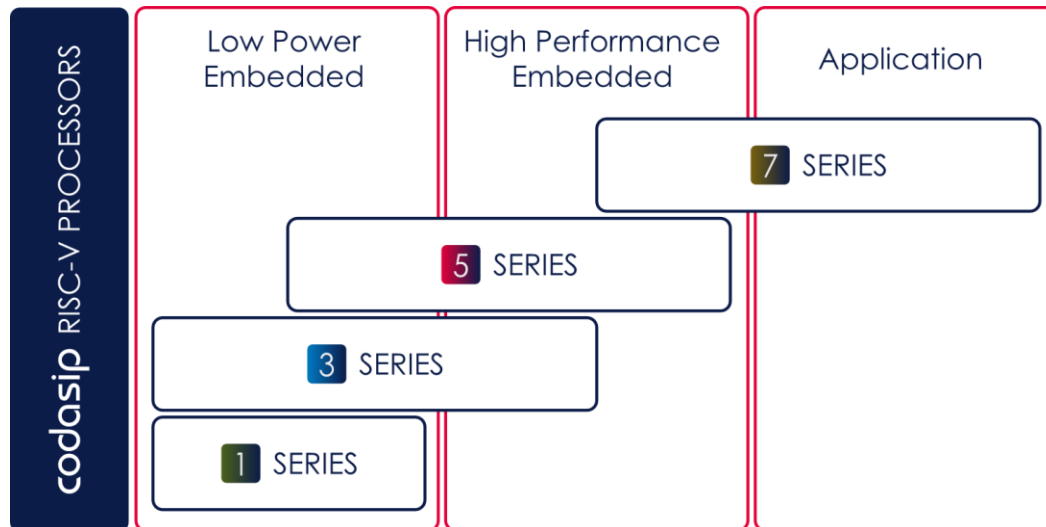 codasip RISC-V PROCESSORS
Low Power
Embedded
High Performance
Embedded
Application
7 SERIES
5 SERIES
3 SERIES
1 SERIES